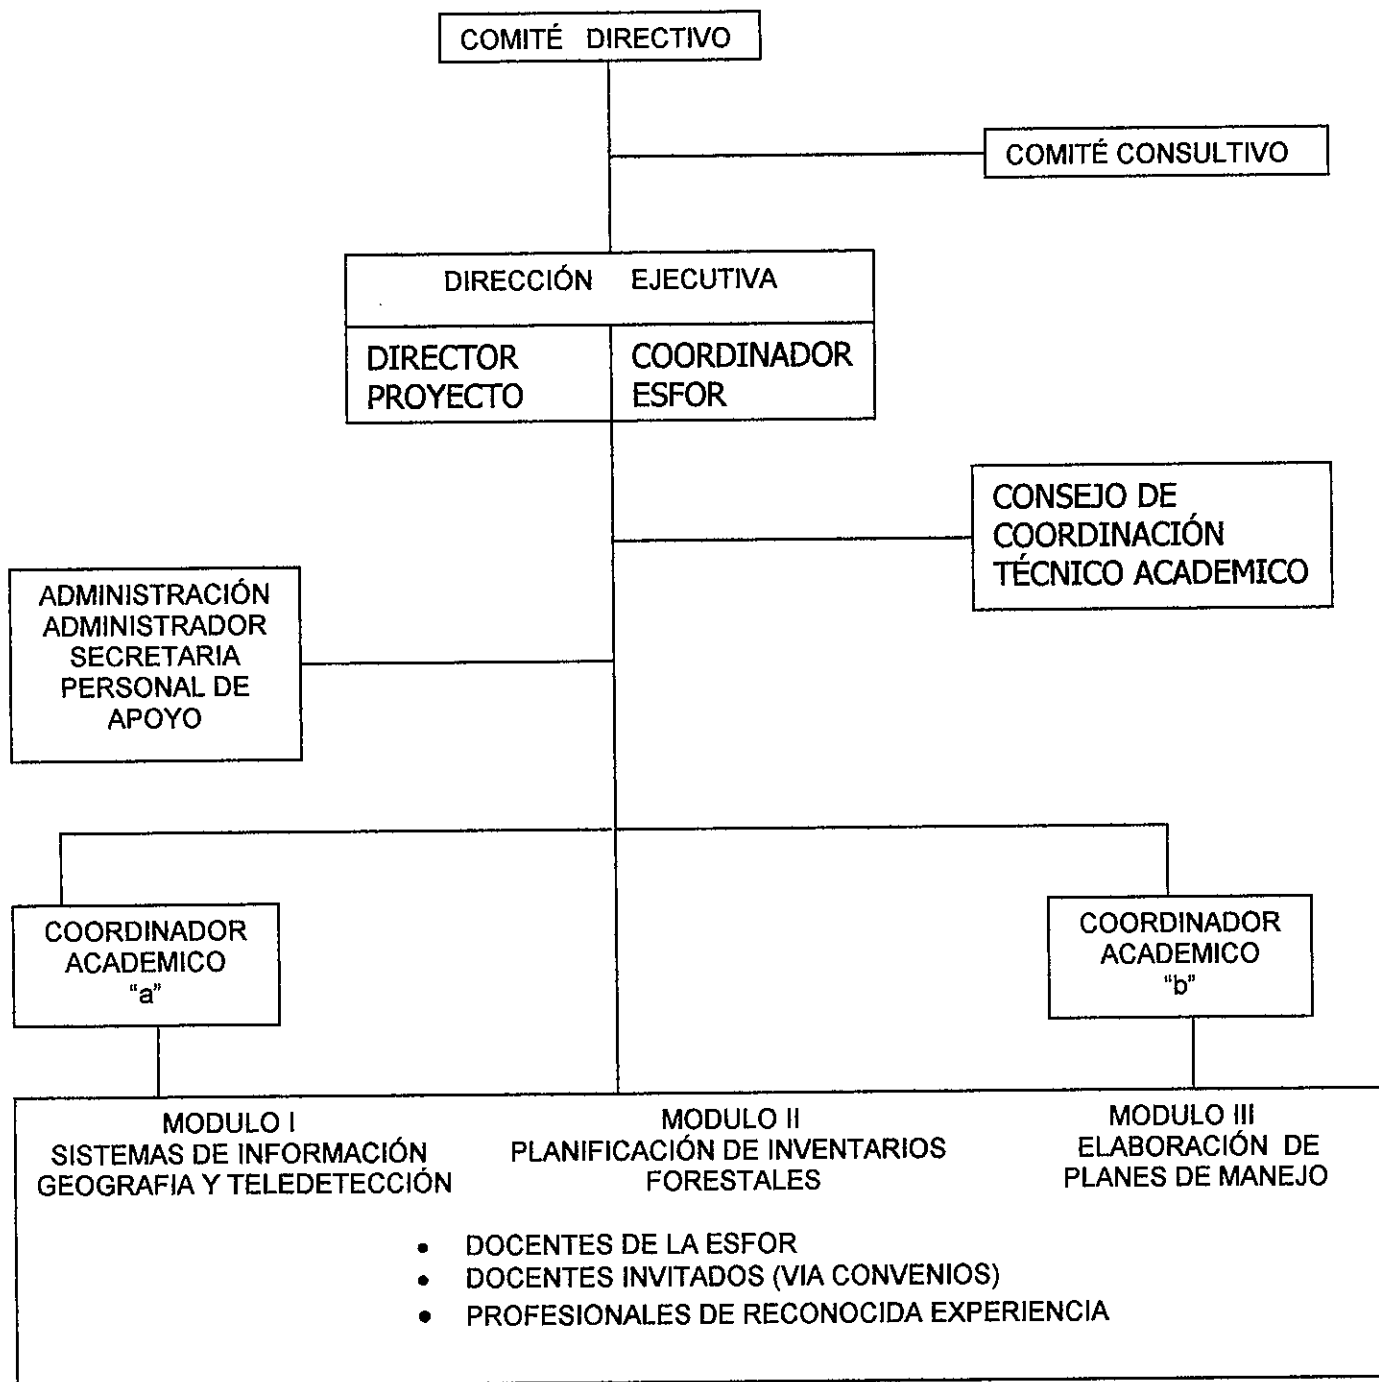 COMITÉ DIRECTIVO
COMITÉ CONSULTIVO
DIRECCIÓN EJECUTIVA
DIRECTOR
PROYECTO
COORDINADOR
ESFOR
CONSEJO DE
COORDINACIÓN
TÉCNICO ACADEMICO
ADMINISTRACIÓN
ADMINISTRADOR
SECRETARIA
PERSONAL DE
APOYO
COORDINADOR
ACADEMICO
“a”
COORDINADOR
ACADEMICO
“b”
MODULO I
SISTEMAS DE INFORMACIÓN
GEOGRAFIA Y TELEDETECCIÓN
MODULO II
PLANIFICACIÓN DE INVENTARIOS
FORESTALES
MODULO III
ELABORACIÓN DE
PLANES DE MANEJO
• DOCENTES DE LA ESFOR
• DOCENTES INVITADOS (VIA CONVENIOS)
• PROFESIONALES DE RECONOCIDA EXPERIENCIA